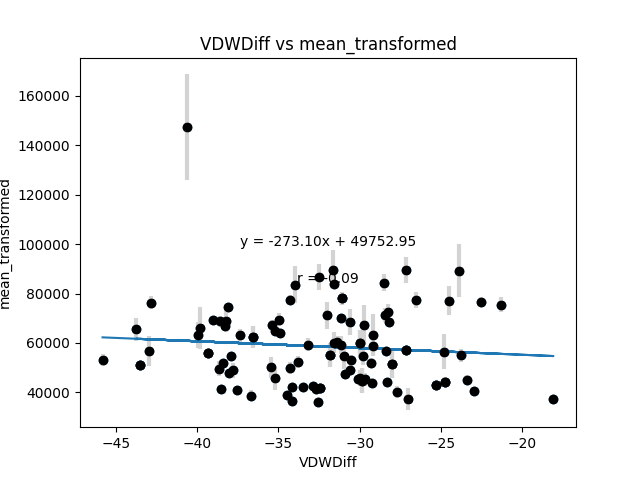 VDWDiff vs mean_transformed
160000
140000
120000
100000
80000
60000
40000
mean_transformed
y = -273.10x + 49752.95
r = -0.09
−45
−40
−35
−30
−25
−20
VDWDiff